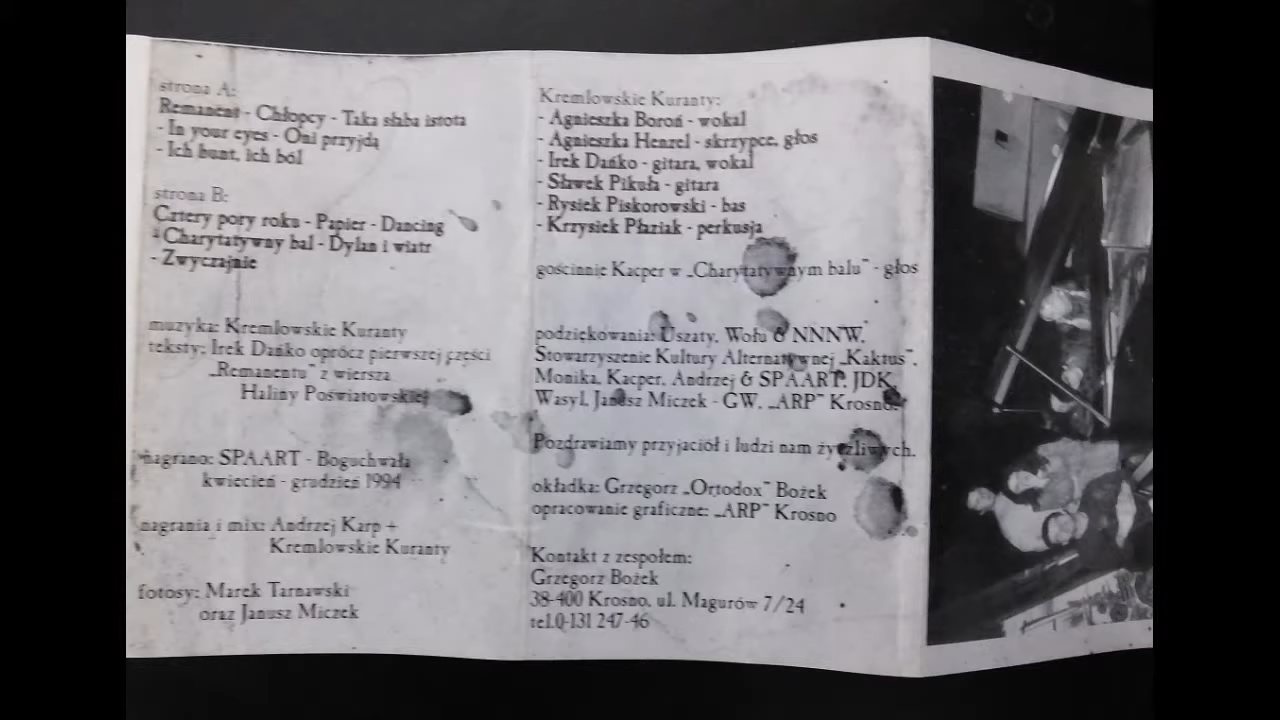 strona A:
Remanent - Chłopcy - Taka słaba istota
- In your eyes - Oni przyjdą
- Ich bunt, ich ból
strona B:
Cztery pory roku - Papier - Dancing
- Charytatywny bal - Dylan i wiatr
- Zwyczajnie
muzyka: Kremlowskie Kuranty
teksty: Irek Dańko oprócz pierwszej części
„Remanentu" z wiersza
Haliny Poświatowskiej
nagrano: SPAART - Boguchwała
kwiecień - grudzień 1994
nagrania i mix: Andrzej Karp +
Kremlowskie Kuranty
fotosy: Marek Tarnawski
oraz Janusz Miczek
Kremlowskie Kuranty:
- Agnieszka Boroń - wokal
- Agnieszka Henzel - skrzypce, głos
- Irek Dańko - gitara, wokal
- Sławek Pikuła - gitara
- Rysiek Piskorowski - bas
- Krzysiek Płaziak - perkusja
gościnnie Kacper w „Charytatywnym balu" - głos
podziękowania: Uszaty, Wofu & NNNW,
Stowarzyszenie Kultury Alternatywnej „Kaktus",
Monika, Kacper, Andrzej & SPAART, JDK,
Wasyl, Janusz Miczek - GW, „ARP" Krosno.
Pozdrawiamy przyjaciół i ludzi nam życzliwych.
okładka: Grzegorz „Ortodox" Bożek
opracowanie graficzne: „ARP" Krosno
Kontakt z zespołem:
Grzegorz Bożek
38-400 Krosno, ul. Magurów 7/24
tel.0-131 247-46